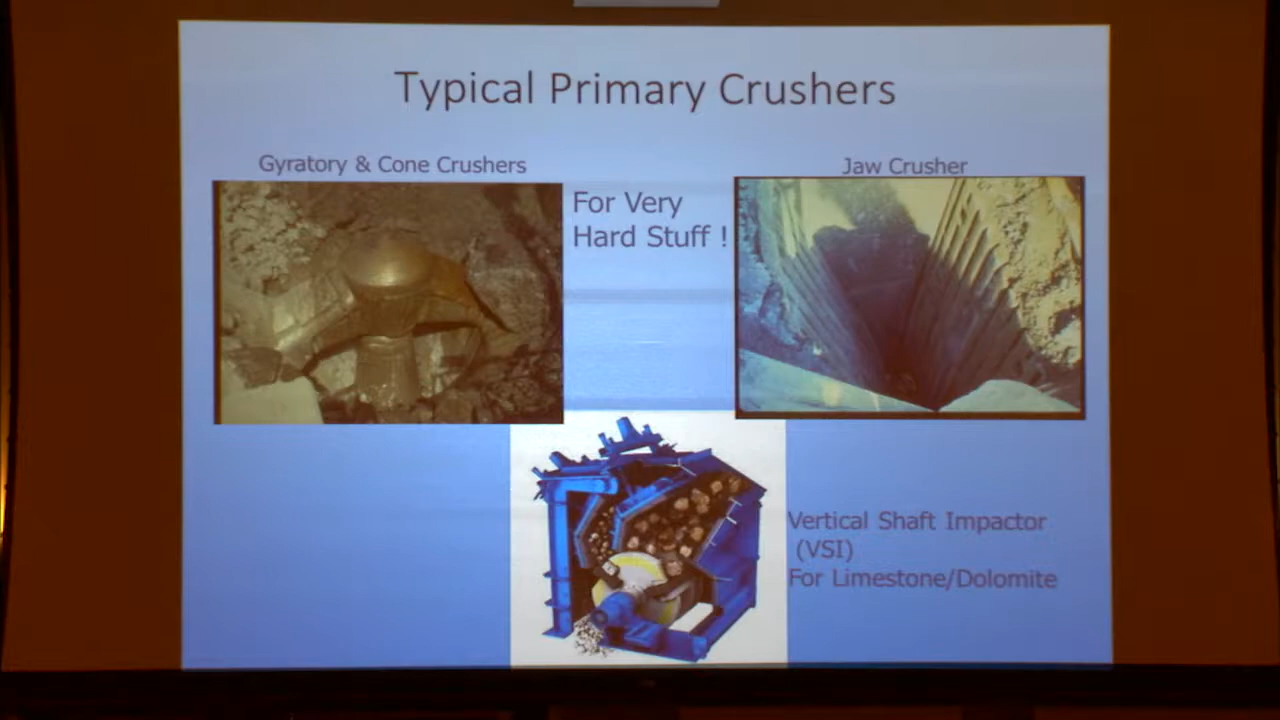 Typical Primary Crushers
Gyratory & Cone Crushers
For Very
Hard Stuff !
Jaw Crusher
Vertical Shaft Impactor
(VSI)
For Limestone/Dolomite